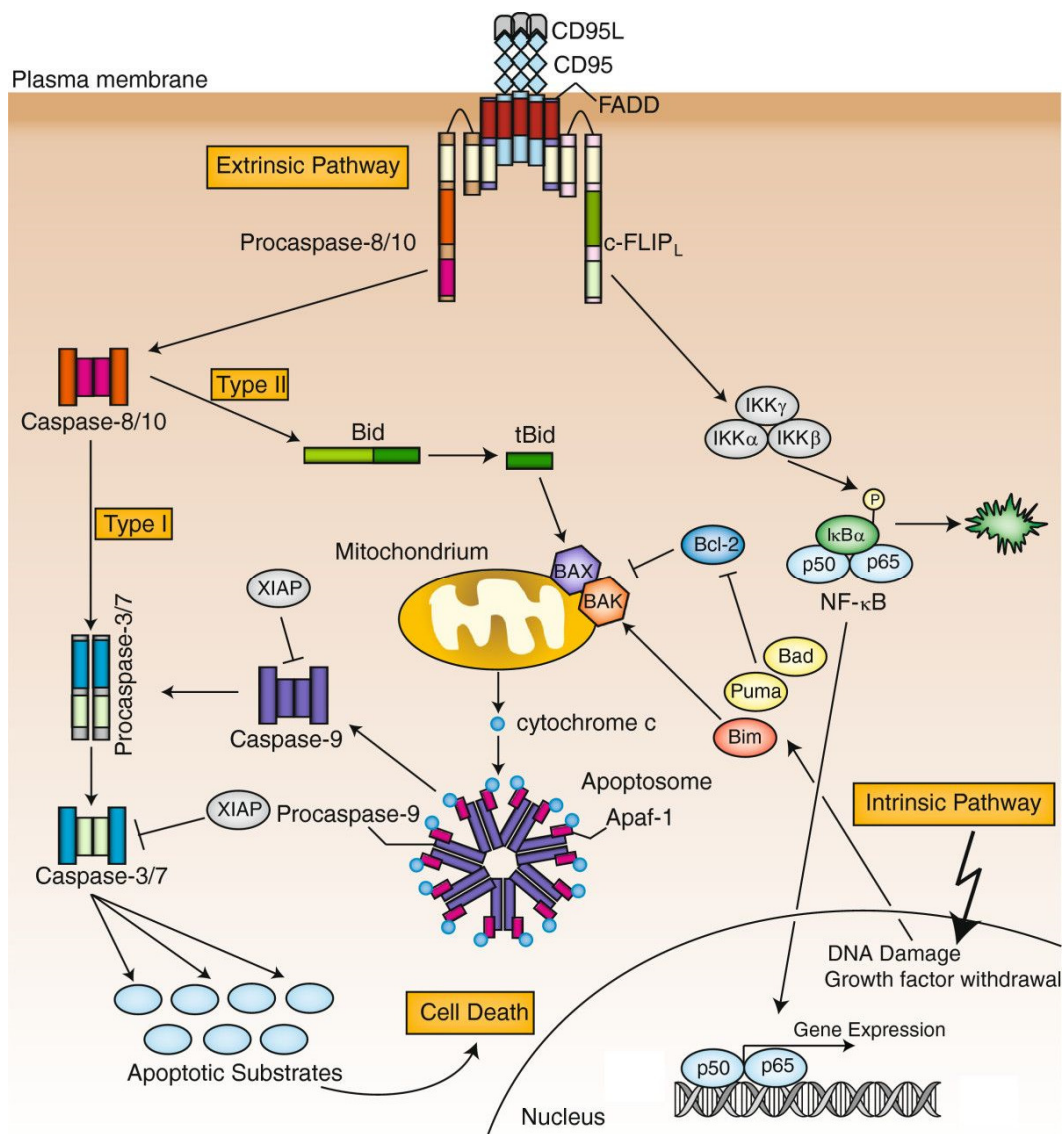 CD95L
CD95
Plasma membrane
FADD
Extrinsic Pathway
Procaspase-8/10
c-FLIPL
Type II
Caspase-8/10
Bid
tBid
IKKγ
IKKα
IKKβ
P
IκBα
p50
p65
NF-κB
Type I
Mitochondrium
BAX
BAK
Bcl-2
XIAP
Procaspase-3/7
Caspase-9
Bad
Puma
Bim
cytochrome c
Apoptosome
Apaf-1
Procaspase-9
XIAP
Caspase-3/7
Intrinsic Pathway
DNA Damage
Growth factor withdrawal
Cell Death
Apoptotic Substrates
Gene Expression
p50
p65
Nucleus